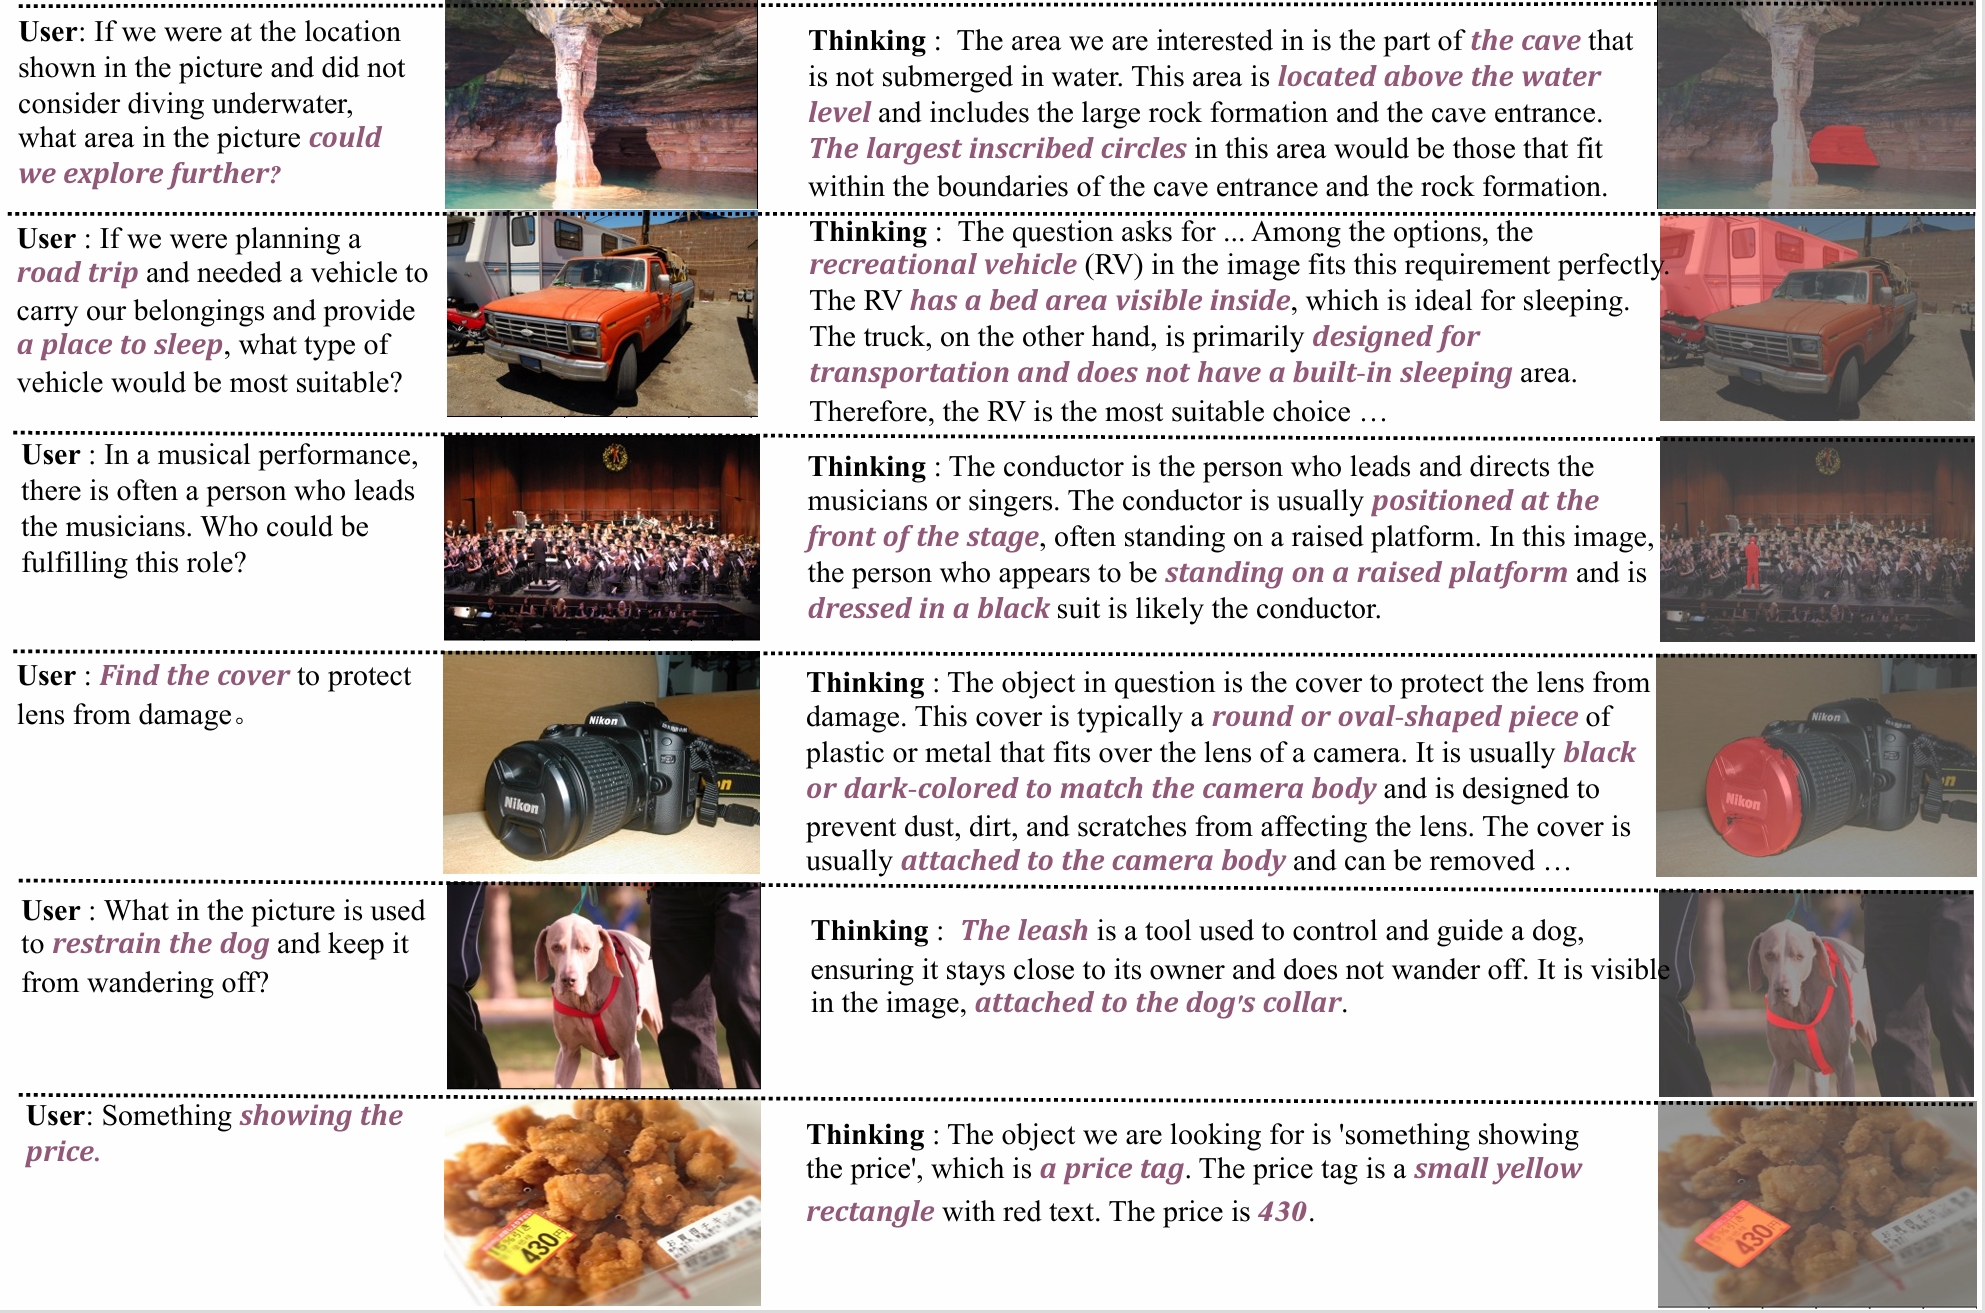 User: If we were at the location
shown in the picture and did not
consider diving underwater,
what area in the picture could
we explore further?
Thinking : The area we are interested in is the part of the cave that
is not submerged in water. This area is located above the water
level and includes the large rock formation and the cave entrance.
The largest inscribed circles in this area would be those that fit
within the boundaries of the cave entrance and the rock formation.
User : If we were planning a
road trip and needed a vehicle to
carry our belongings and provide
a place to sleep, what type of
vehicle would be most suitable?
Thinking : The question asks for ... Among the options, the
recreational vehicle (RV) in the image fits this requirement perfectly.
The RV has a bed area visible inside, which is ideal for sleeping.
The truck, on the other hand, is primarily designed for
transportation and does not have a built-in sleeping area.
Therefore, the RV is the most suitable choice …
User : In a musical performance,
there is often a person who leads
the musicians. Who could be
fulfilling this role?
Thinking : The conductor is the person who leads and directs the
musicians or singers. The conductor is usually positioned at the
front of the stage, often standing on a raised platform. In this image,
the person who appears to be standing on a raised platform and is
dressed in a black suit is likely the conductor.
User : Find the cover to protect
lens from damage。
Nikon
Nikon
Thinking : The object in question is the cover to protect the lens from
damage. This cover is typically a round or oval-shaped piece of
plastic or metal that fits over the lens of a camera. It is usually black
or dark-colored to match the camera body and is designed to
prevent dust, dirt, and scratches from affecting the lens. The cover is
usually attached to the camera body and can be removed …
Nikon
Nikon
User : What in the picture is used
to restrain the dog and keep it
from wandering off?
Thinking : The leash is a tool used to control and guide a dog,
ensuring it stays close to its owner and does not wander off. It is visible
in the image, attached to the dog's collar.
User: Something showing the
price.
430円
Thinking : The object we are looking for is 'something showing
the price', which is a price tag. The price tag is a small yellow
rectangle with red text. The price is 430.
430